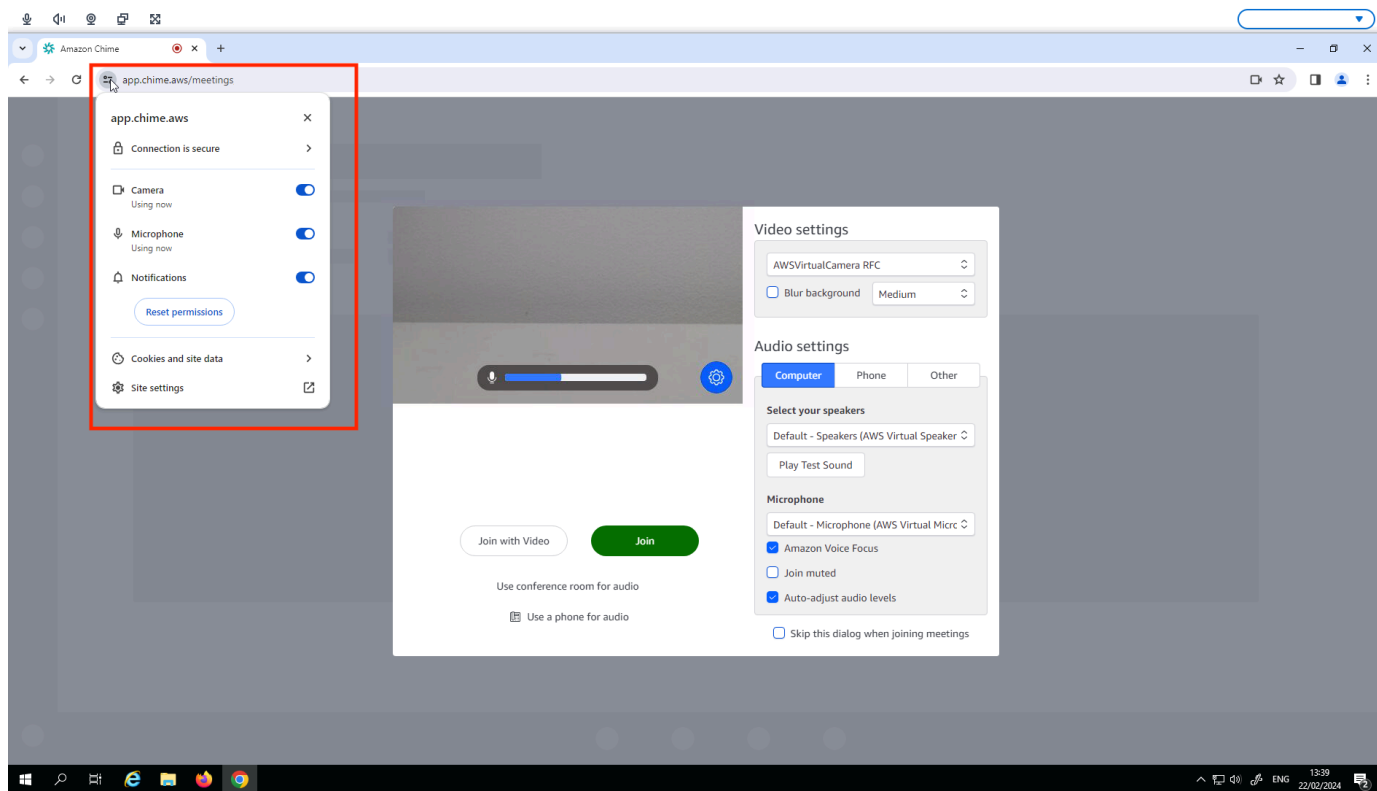 Amazon Chime
app.chime.aws/meetings
app.chime.aws
Connection is secure
Camera
Using now
Microphone
Using now
Notifications
Reset permissions
Cookies and site data
Site settings
Join with Video
Join
Use conference room for audio
Use a phone for audio
Video settings
AWSVirtualCamera RFC
Blur background
Medium
Audio settings
Computer
Phone
Other
Select your speakers
Default - Speakers (AWS Virtual Speaker
Play Test Sound
Microphone
Default - Microphone (AWS Virtual Micrc
Amazon Voice Focus
Join muted
Auto-adjust audio levels
Skip this dialog when joining meetings
ENG
13:39
22/02/2024
2